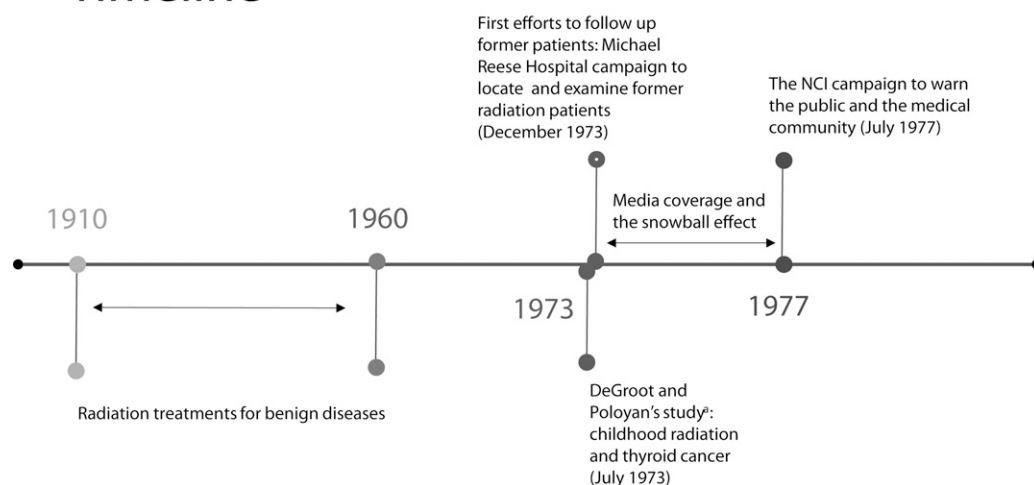 First efforts to follow up
former patients: Michael
Reese Hospital campaign to
locate and examine former
radiation patients
(December 1973)
The NCI campaign to warn
the public and the medical
community (July 1977)
Media coverage and
the snowball effect
1910
1960
1973
1977
Radiation treatments for benign diseases
DeGroot and
Poloyan's studyᵃ:
childhood radiation
and thyroid cancer
(July 1973)